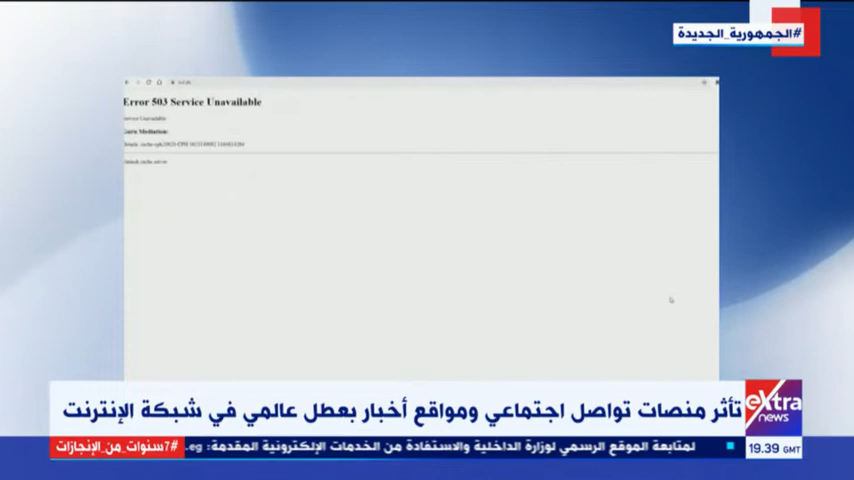 #الجمهورية_الجديدة
Error 503 Service Unavailable
Service Unavailable
Guru Meditation:
Varnish cache server
تأثر منصات تواصل اجتماعي ومواقع أخبار بعطل عالمي في شبكة الإنترنت
eXtra news
لمتابعة الموقع الرسمي لوزارة الداخلية والاستفادة من الخدمات الإلكترونية المقدمة: eg.
#7سنوات_من_الإنجازات
19.39 GMT